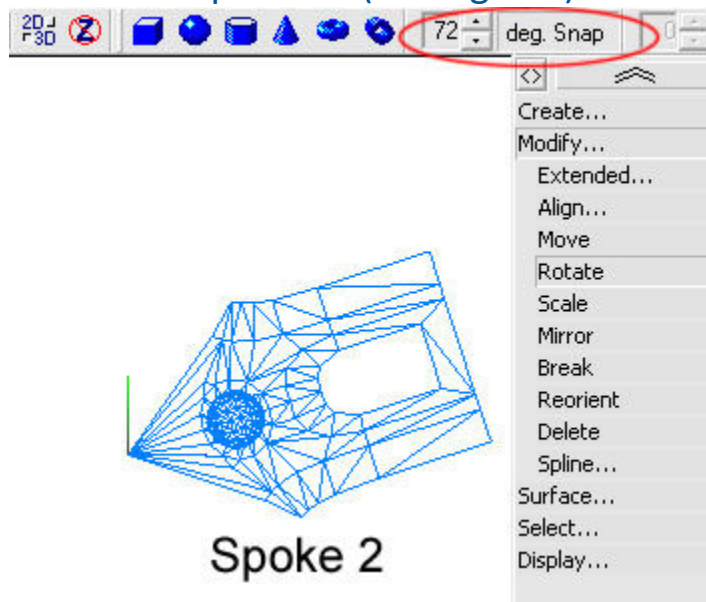 2D
3D
Z
72 deg. Snap 0
<>
Create...
Modify...
Extended...
Align...
Move
Rotate
Scale
Mirror
Break
Reorient
Delete
Spline...
Surface...
Select...
Display...
Spoke 2